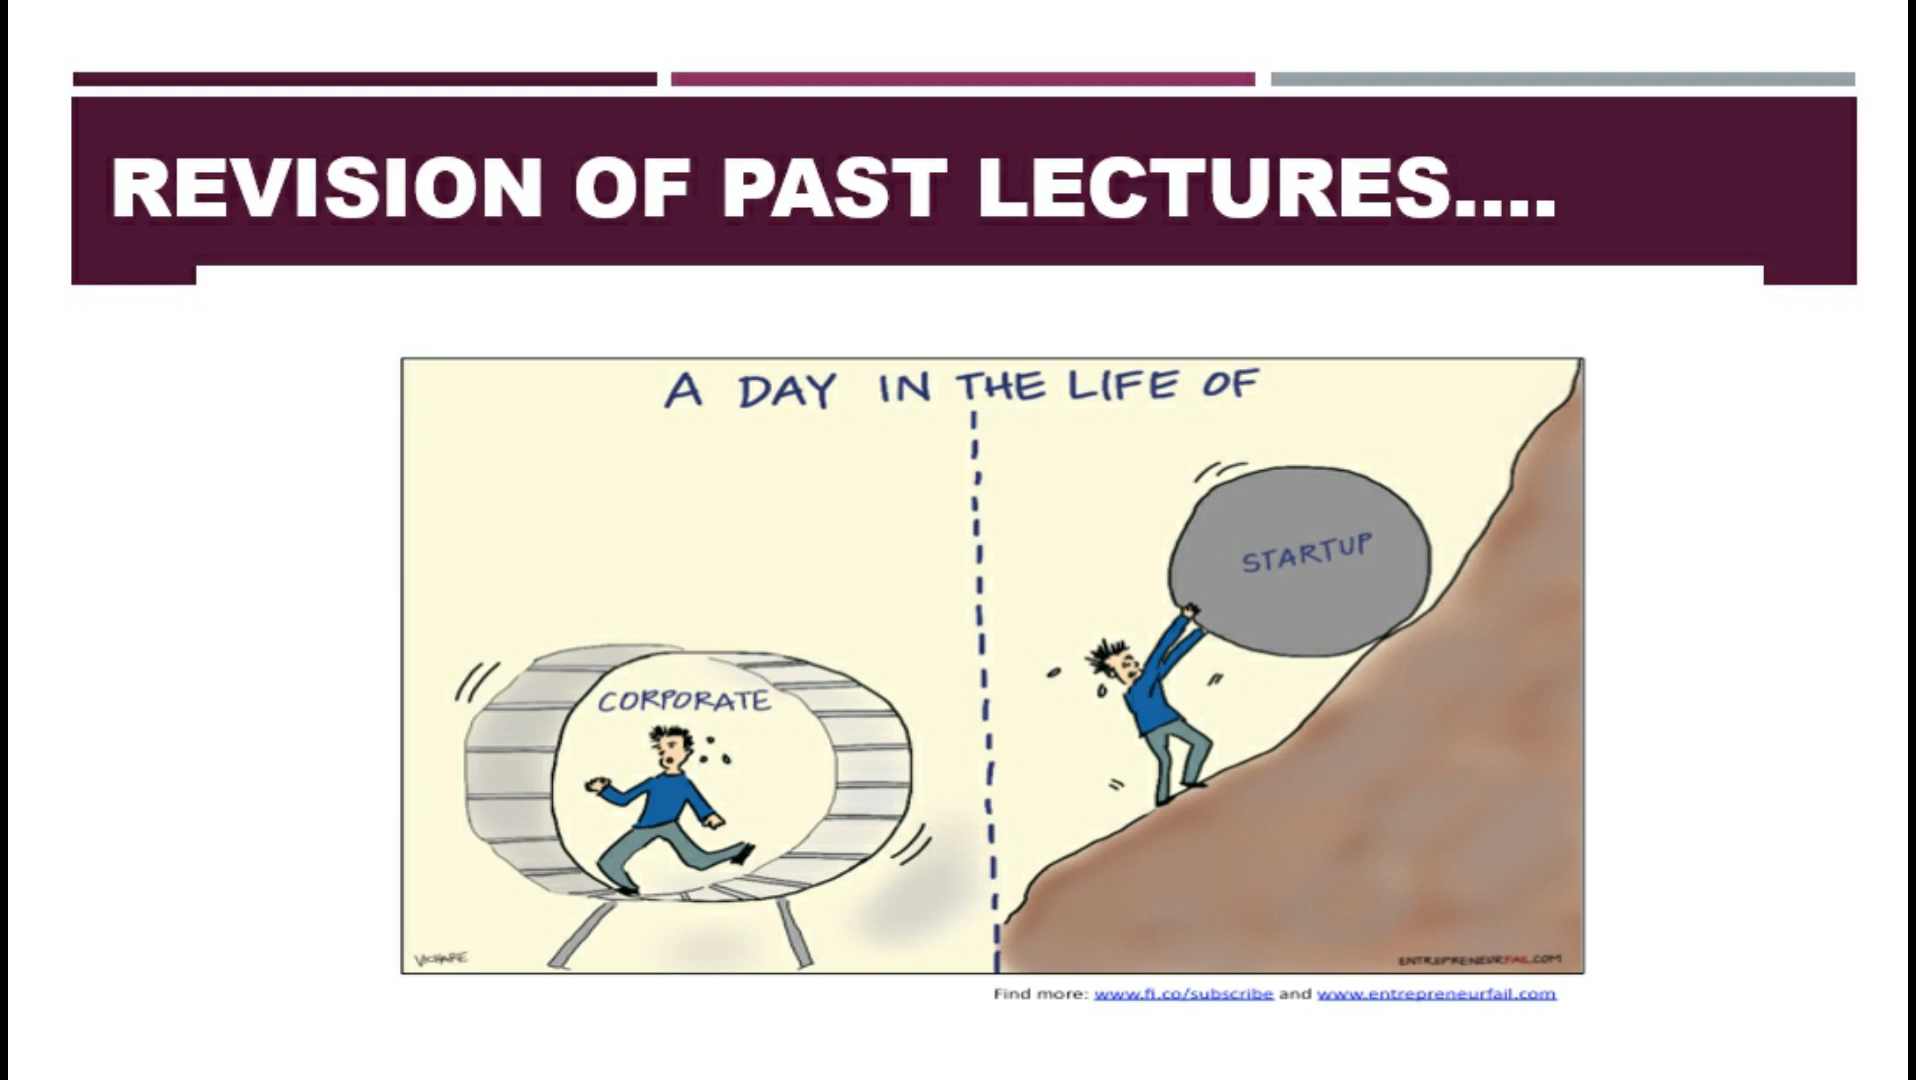 REVISION OF PAST LECTURES....
A DAY IN THE LIFE OF
STARTUP
CORPORATE
ENTREPRENEURFAIL.COM
Find more: www.fi.co/subscribe and www.entrepreneurfail.com